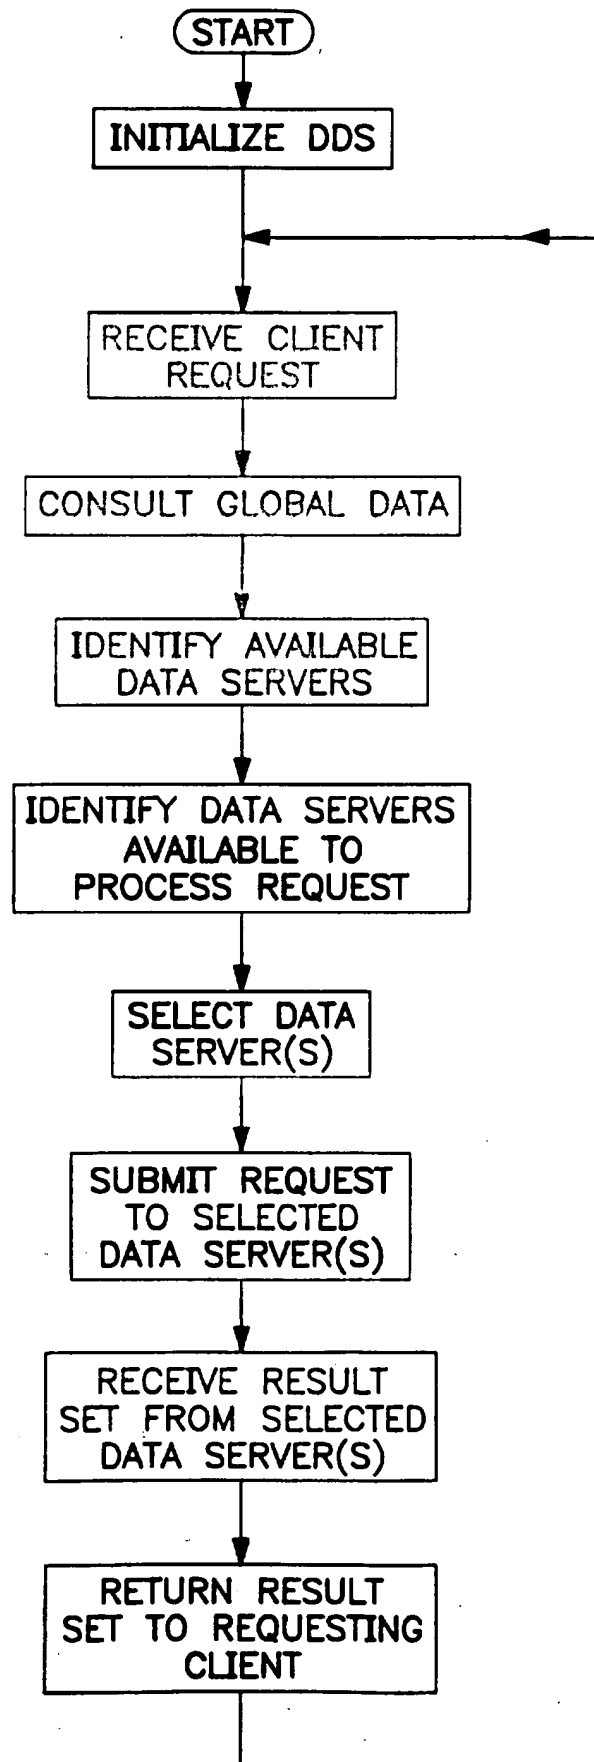 START
INITIALIZE DDS
RECEIVE CLIENT
REQUEST
CONSULT GLOBAL DATA
IDENTIFY AVAILABLE
DATA SERVERS
IDENTIFY DATA SERVERS
AVAILABLE TO
PROCESS REQUEST
SELECT DATA
SERVER(S)
SUBMIT REQUEST
TO SELECTED
DATA SERVER(S)
RECEIVE RESULT
SET FROM SELECTED
DATA SERVER(S)
RETURN RESULT
SET TO REQUESTING
CLIENT